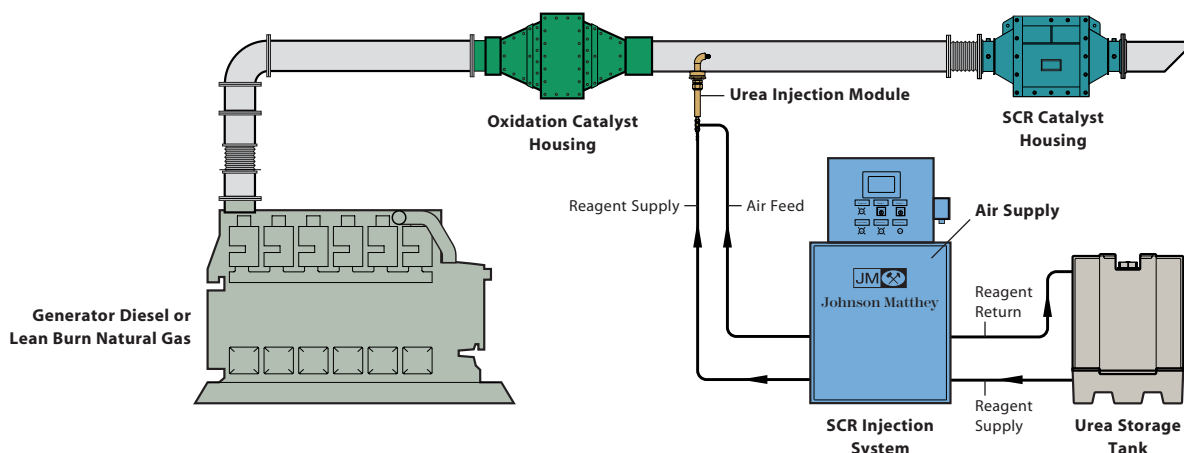 Urea Injection Module
Oxidation Catalyst
Housing
SCR Catalyst
Housing
Reagent Supply
Air Feed
Air Supply
JM
Johnson Matthey
Generator Diesel or
Lean Burn Natural Gas
Reagent
Return
Reagent
Supply
SCR Injection
System
Urea Storage
Tank